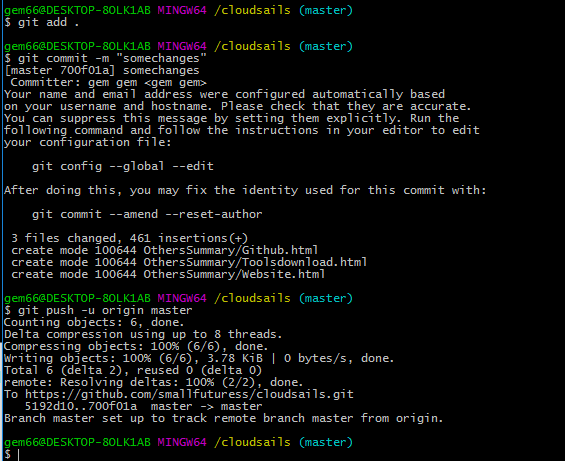 gem66@DESKTOP-8OLK1AB MINGW64 /cloudsails (master)
$ git add .
gem66@DESKTOP-8OLK1AB MINGW64 /cloudsails (master)
$ git commit -m "somechanges"
[master 700f01a] somechanges
 Committer: gem gem <gem gem>
Your name and email address were configured automatically based
on your username and hostname. Please check that they are accurate.
You can suppress this message by setting them explicitly. Run the
following command and follow the instructions in your editor to edit
your configuration file:
    git config --global --edit
After doing this, you may fix the identity used for this commit with:
    git commit --amend --reset-author
 3 files changed, 461 insertions(+)
 create mode 100644 OthersSummary/Github.html
 create mode 100644 OthersSummary/Toolsdownload.html
 create mode 100644 OthersSummary/Website.html
gem66@DESKTOP-8OLK1AB MINGW64 /cloudsails (master)
$ git push -u origin master
Counting objects: 6, done.
Delta compression using up to 8 threads.
Compressing objects: 100% (6/6), done.
Writing objects: 100% (6/6), 3.78 KiB | 0 bytes/s, done.
Total 6 (delta 2), reused 0 (delta 0)
remote: Resolving deltas: 100% (2/2), done.
To https://github.com/smallfuturess/cloudsails.git
   5192d10..700f01a  master -> master
Branch master set up to track remote branch master from origin.
gem66@DESKTOP-8OLK1AB MINGW64 /cloudsails (master)
$